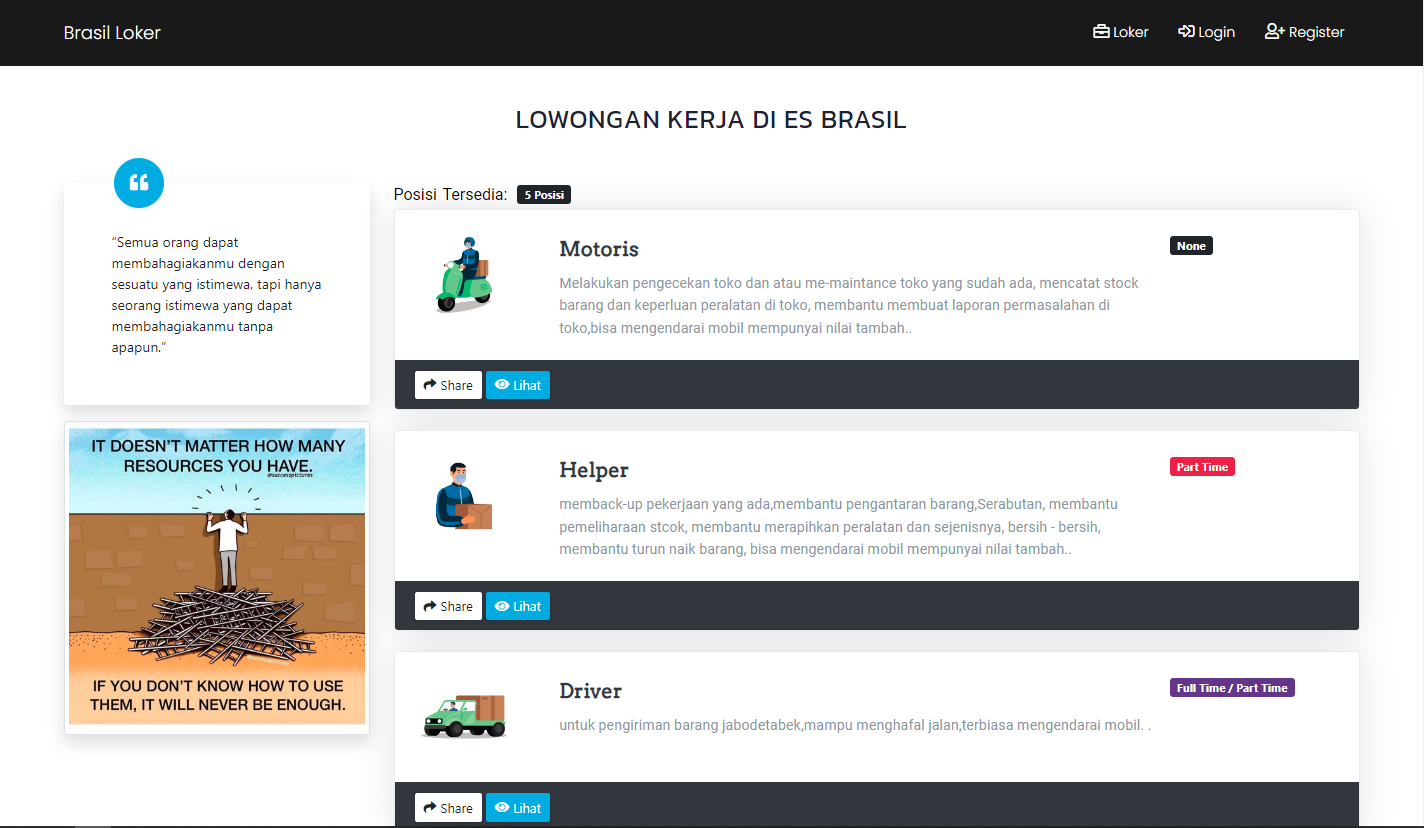 Brasil Loker
Loker
Login
Register
LOWONGAN KERJA DI ES BRASIL
“Semua orang dapat
membahagiakanmu dengan
sesuatu yang istimewa, tapi hanya
seorang istimewa yang dapat
membahagiakanmu tanpa
apapun.”
IT DOESN'T MATTER HOW MANY
RESOURCES YOU HAVE.
@successpictures
IF YOU DON'T KNOW HOW TO USE
THEM, IT WILL NEVER BE ENOUGH.
Posisi Tersedia: 5 Posisi
Motoris
None
Melakukan pengecekan toko dan atau me-maintance toko yang sudah ada, mencatat stock
barang dan keperluan peralatan di toko, membantu membuat laporan permasalahan di
toko,bisa mengendarai mobil mempunyai nilai tambah..
Share
Lihat
Helper
Part Time
memback-up pekerjaan yang ada,membantu pengantaran barang,Serabutan, membantu
pemeliharaan stcok, membantu merapihkan peralatan dan sejenisnya, bersih - bersih,
membantu turun naik barang, bisa mengendarai mobil mempunyai nilai tambah..
Share
Lihat
Driver
Full Time / Part Time
untuk pengiriman barang jabodetabek,mampu menghafal jalan,terbiasa mengendarai mobil. .
Share
Lihat